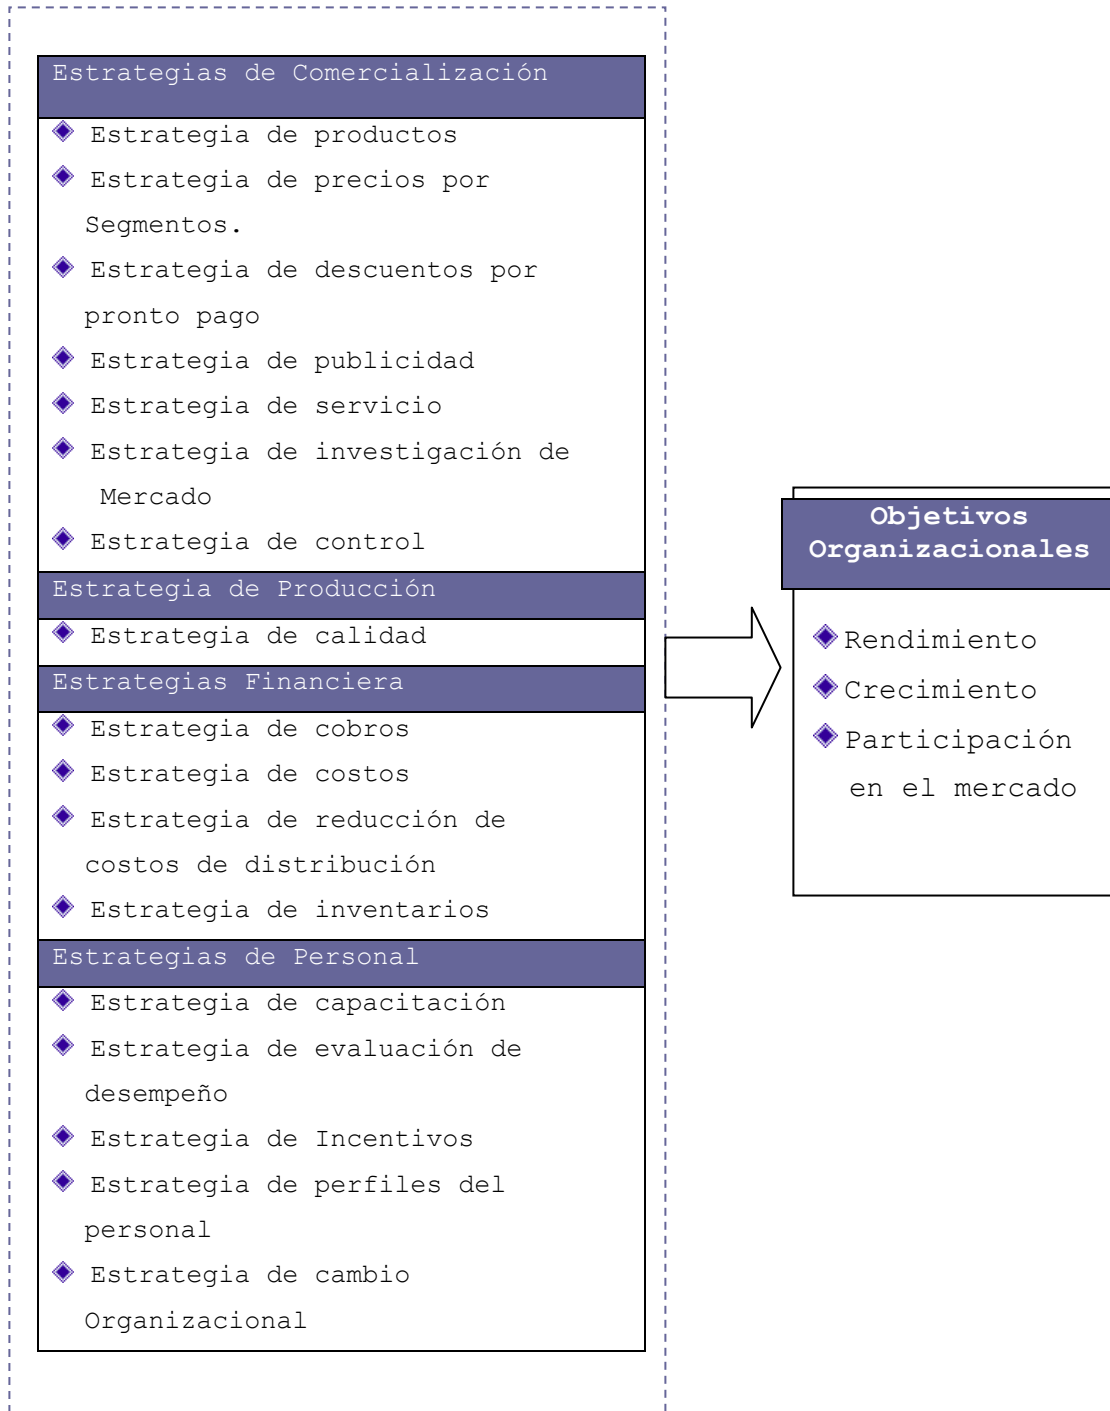 Estrategias de Comercialización
Estrategia de productos
Estrategia de precios por
Segmentos.
Estrategia de descuentos por
pronto pago
Estrategia de publicidad
Estrategia de servicio
Estrategia de investigación de
Mercado
Estrategia de control
Estrategia de Producción
Estrategia de calidad
Estrategias Financiera
Estrategia de cobros
Estrategia de costos
Estrategia de reducción de
costos de distribución
Estrategia de inventarios
Estrategias de Personal
Estrategia de capacitación
Estrategia de evaluación de
desempeño
Estrategia de Incentivos
Estrategia de perfiles del
personal
Estrategia de cambio
Organizacional
Objetivos
Organizacionales
Rendimiento
Crecimiento
Participación
en el mercado